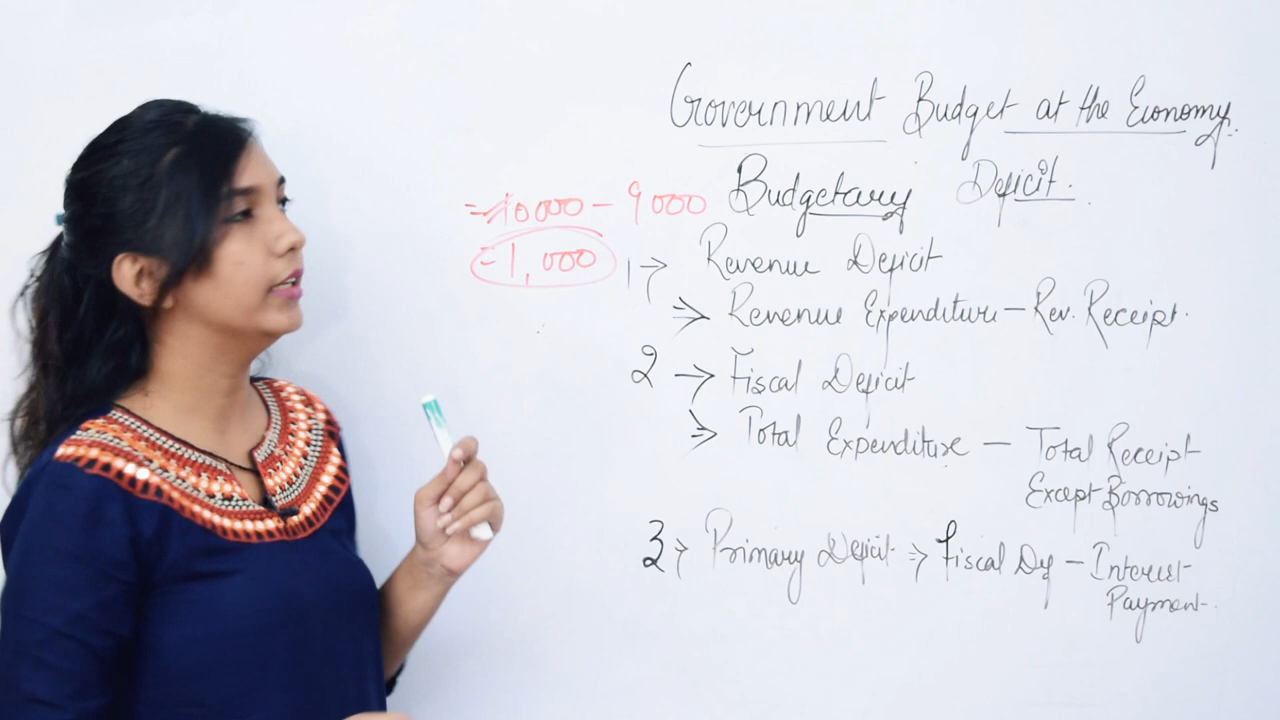 Government Budget at the Economy.
Budgetary Deficit.
= 10000 - 9000
= 1,000
1 → Revenue Deficit
⇒ Revenue Expenditure - Rev. Receipt.
2 → Fiscal Deficit
⇒ Total Expenditure - Total Receipt
Except Borrowings
3 → Primary Deficit ⇒ Fiscal Def - Interest
Payment.